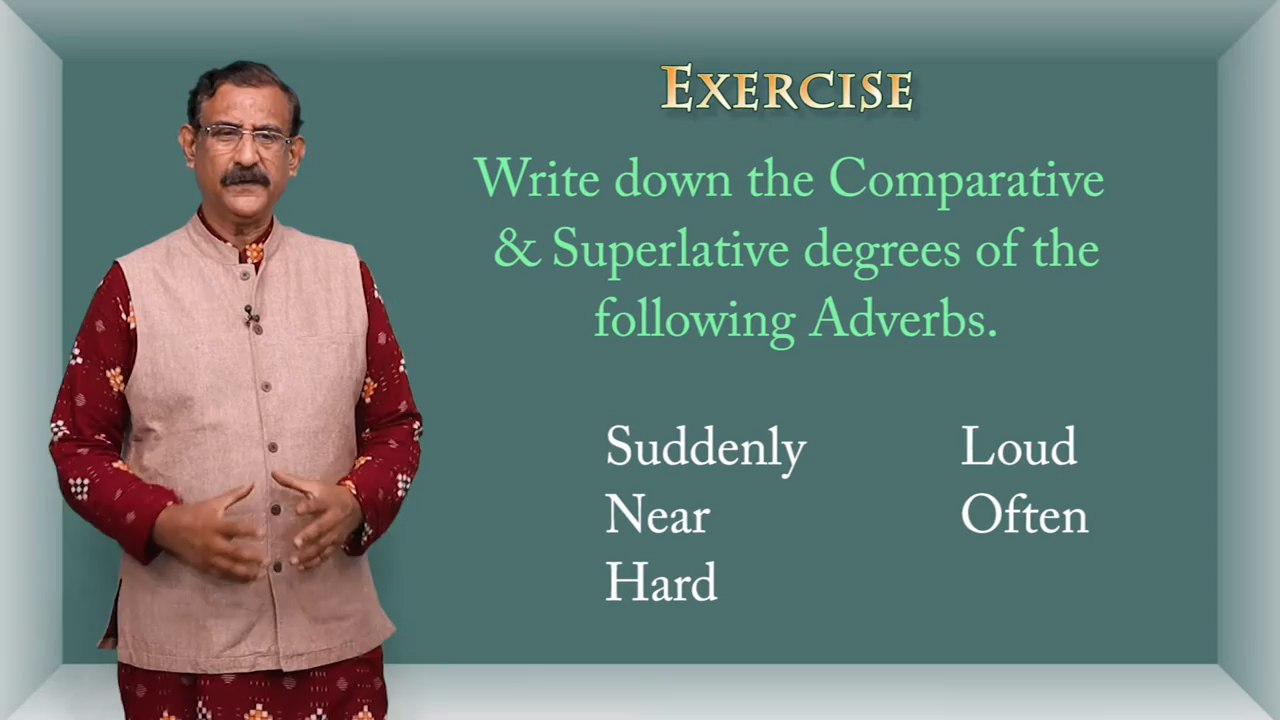 EXERCISE
Write down the Comparative
& Superlative degrees of the
following Adverbs.
Suddenly Loud
Near Often
Hard